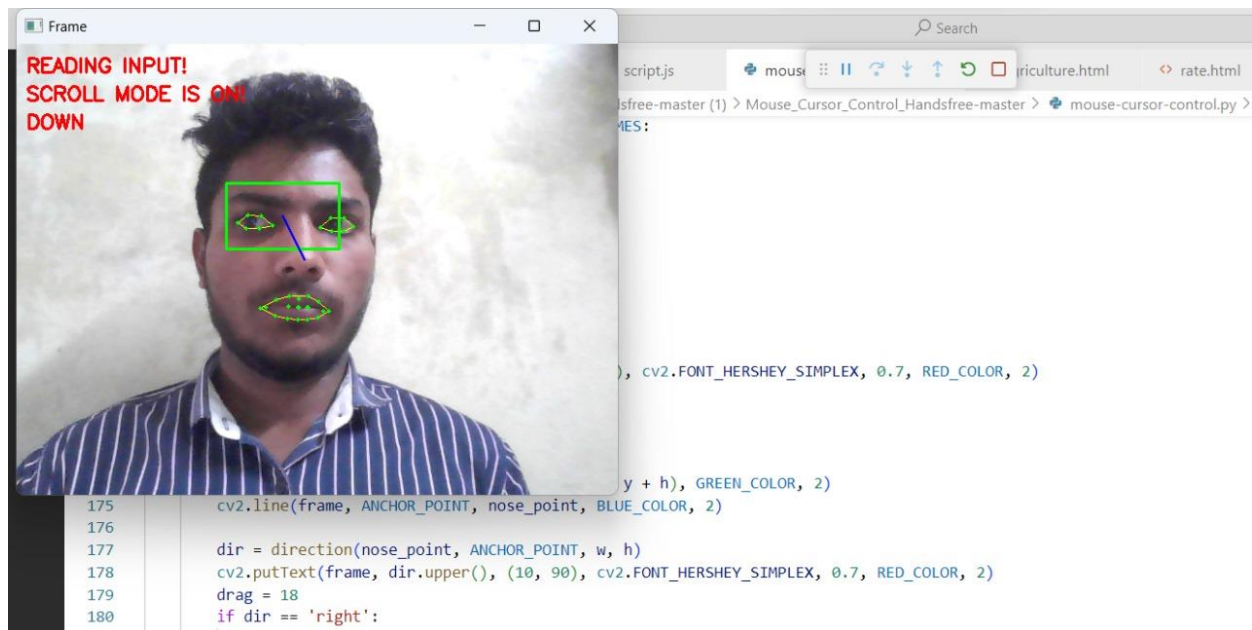 Frame
READING INPUT!
SCROLL MODE IS ON!
DOWN
Search
script.js
mouse
riculture.html
rate.html
dsfree-master (1) > Mouse_Cursor_Control_Handsfree-master > mouse-cursor-control.py >
MES:
), cv2.FONT_HERSHEY_SIMPLEX, 0.7, RED_COLOR, 2)
y + h), GREEN_COLOR, 2)
175 cv2.line(frame, ANCHOR_POINT, nose_point, BLUE_COLOR, 2)
176
177 dir = direction(nose_point, ANCHOR_POINT, w, h)
178 cv2.putText(frame, dir.upper(), (10, 90), cv2.FONT_HERSHEY_SIMPLEX, 0.7, RED_COLOR, 2)
179 drag = 18
180 if dir == 'right':